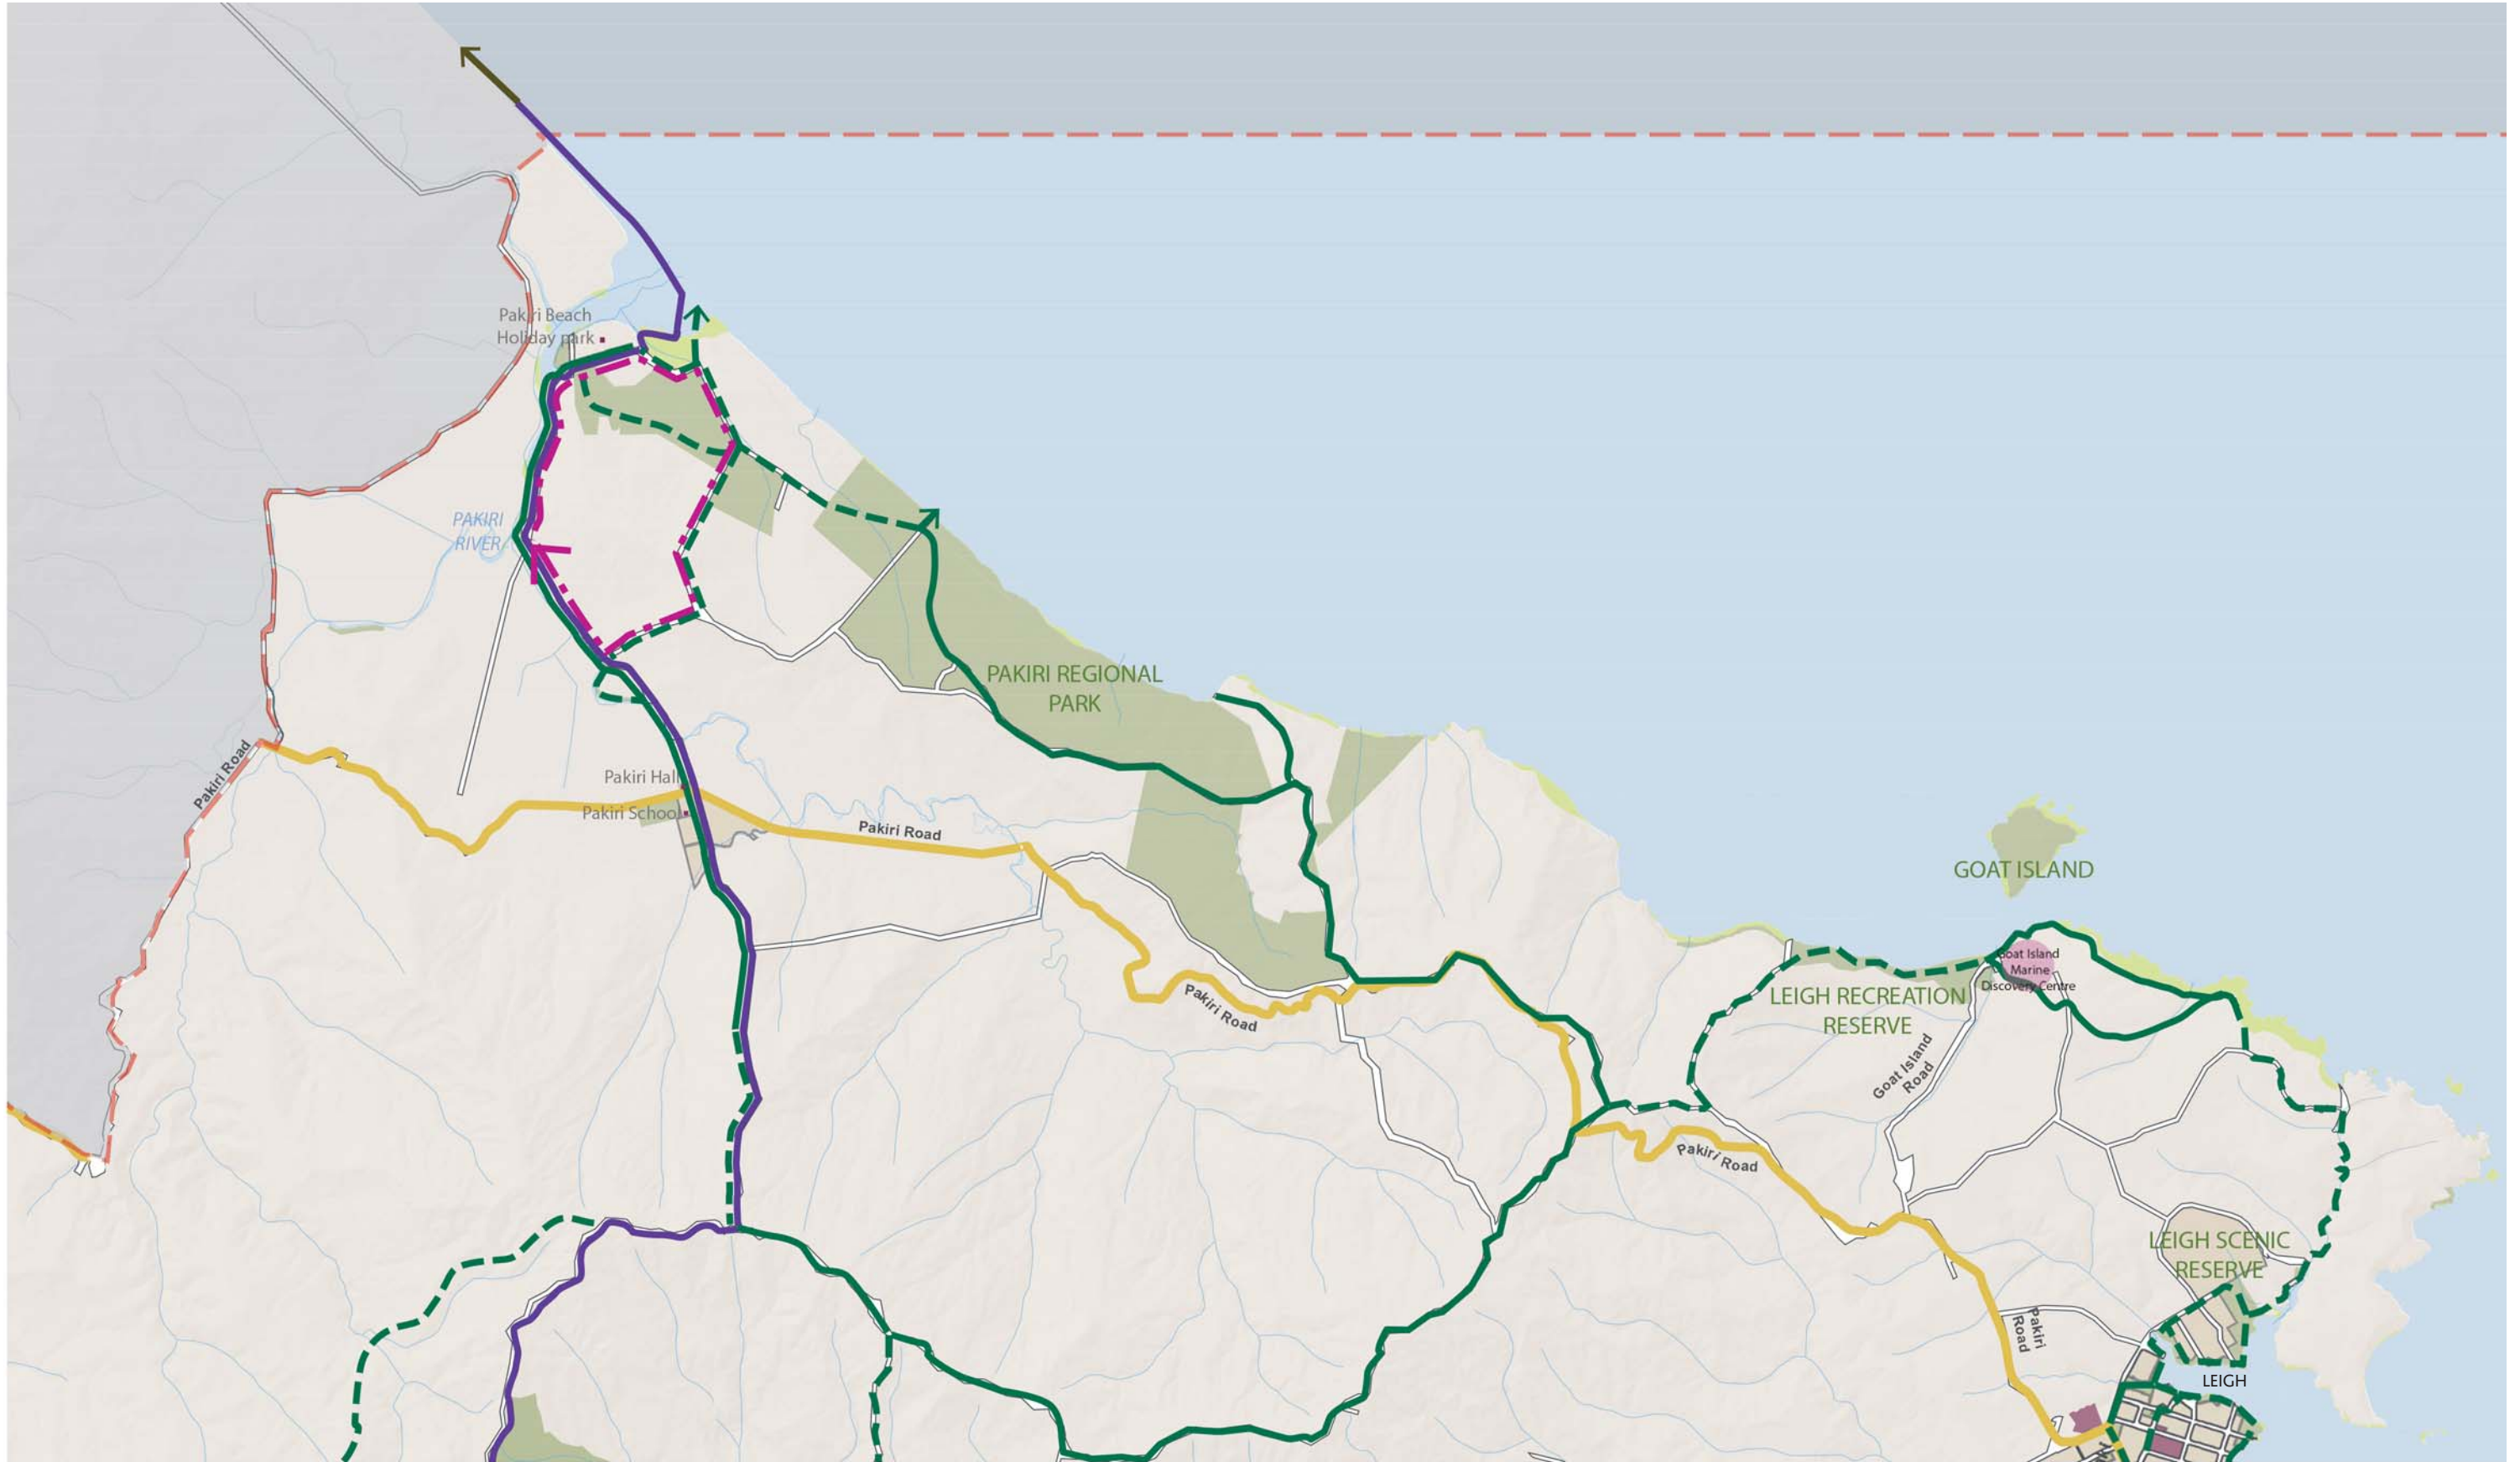 Pakiri Beach
Holiday park
PAKIRI
RIVER
PAKIRI REGIONAL
PARK
Pakiri Road
Pakiri Hall
Pakiri School
Pakiri Road
GOAT ISLAND
Goat Island
Marine
Discovery Centre
Pakiri Road
LEIGH RECREATION
RESERVE
Goat Island
Road
Pakiri Road
LEIGH SCENIC
RESERVE
Pakiri
Road
LEIGH